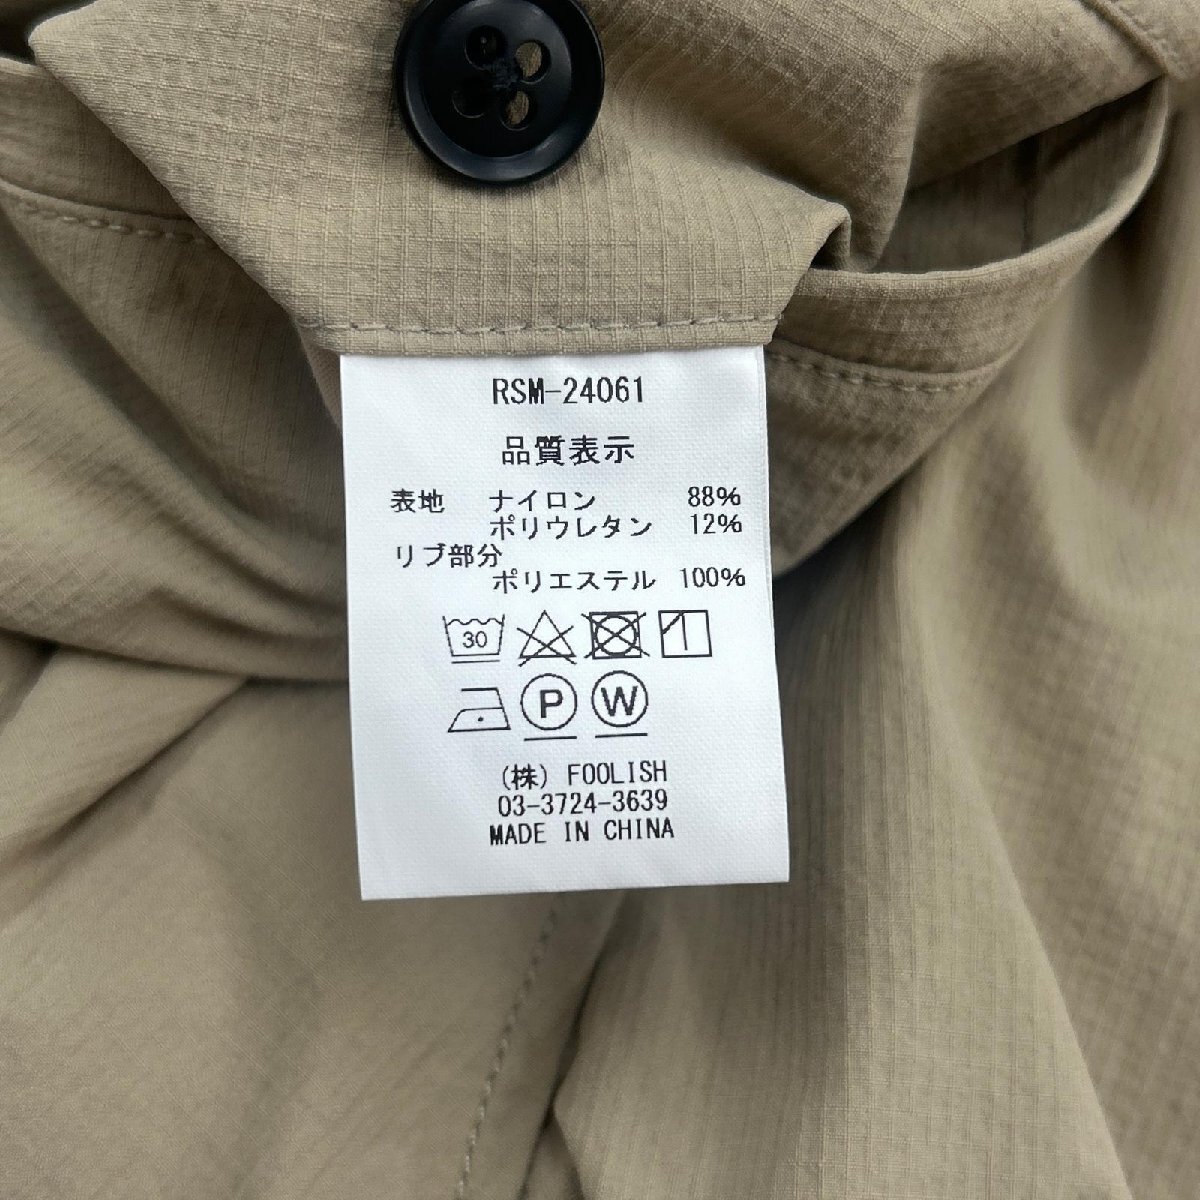 RSM-24061
品質表示
表地 ナイロン 88%
ポリウレタン 12%
リブ部分
ポリエステル 100%
30
P W
(株) FOOLISH
03-3724-3639
MADE IN CHINA